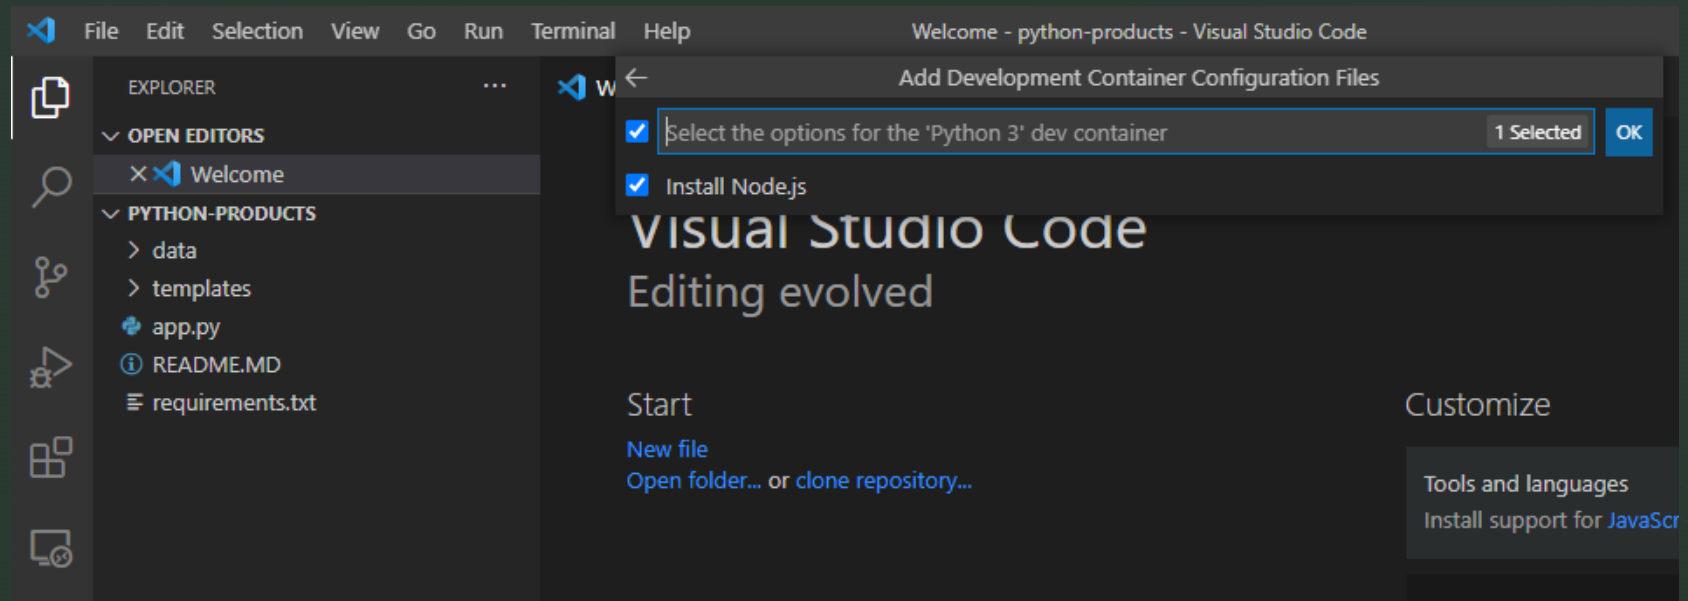 File Edit Selection View Go Run Terminal Help Welcome - python-products - Visual Studio Code
EXPLORER ...
OPEN EDITORS
Welcome
PYTHON-PRODUCTS
data
templates
app.py
README.MD
requirements.txt
W
Add Development Container Configuration Files
Select the options for the 'Python 3' dev container 1 Selected OK
Install Node.js
Visual Studio Code
Editing evolved
Start
New file
Open folder... or clone repository...
Customize
Tools and languages
Install support for JavaScr